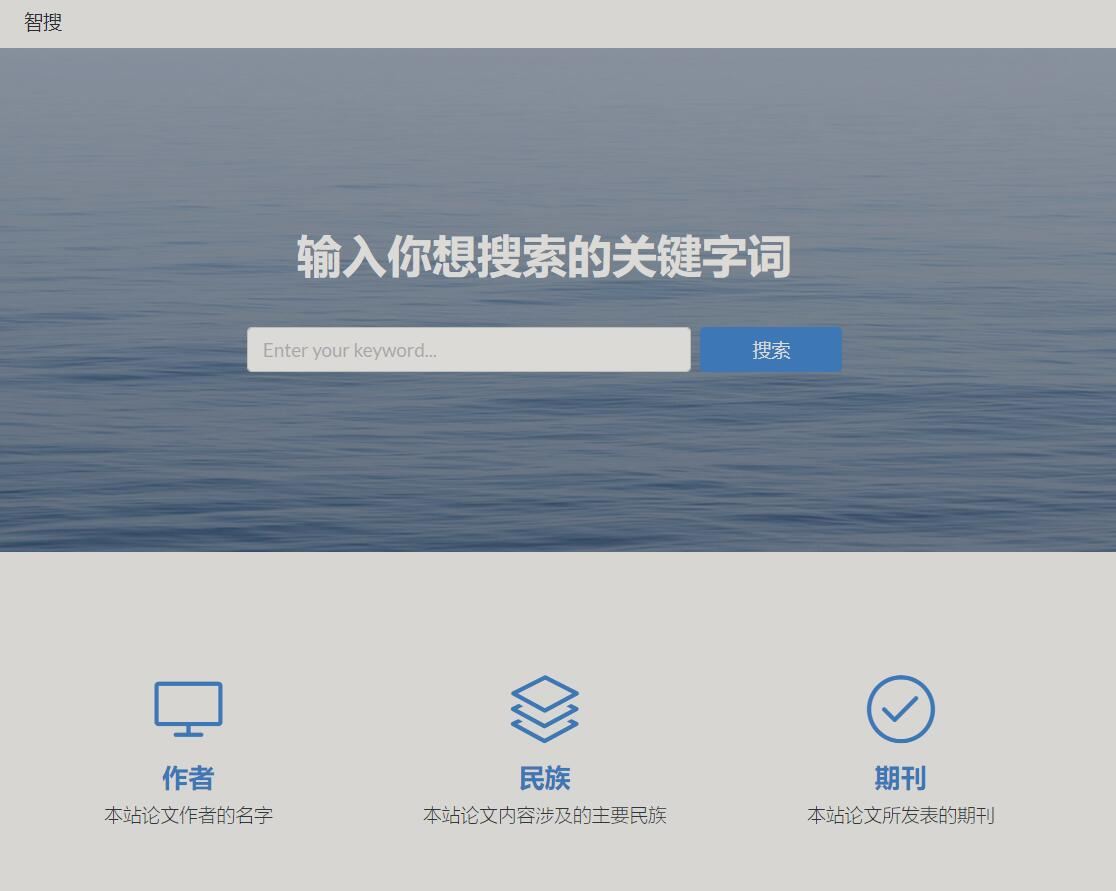 智搜
输入你想搜索的关键字词
Enter your keyword...
搜索
作者
本站论文作者的名字
民族
本站论文内容涉及的主要民族
期刊
本站论文所发表的期刊